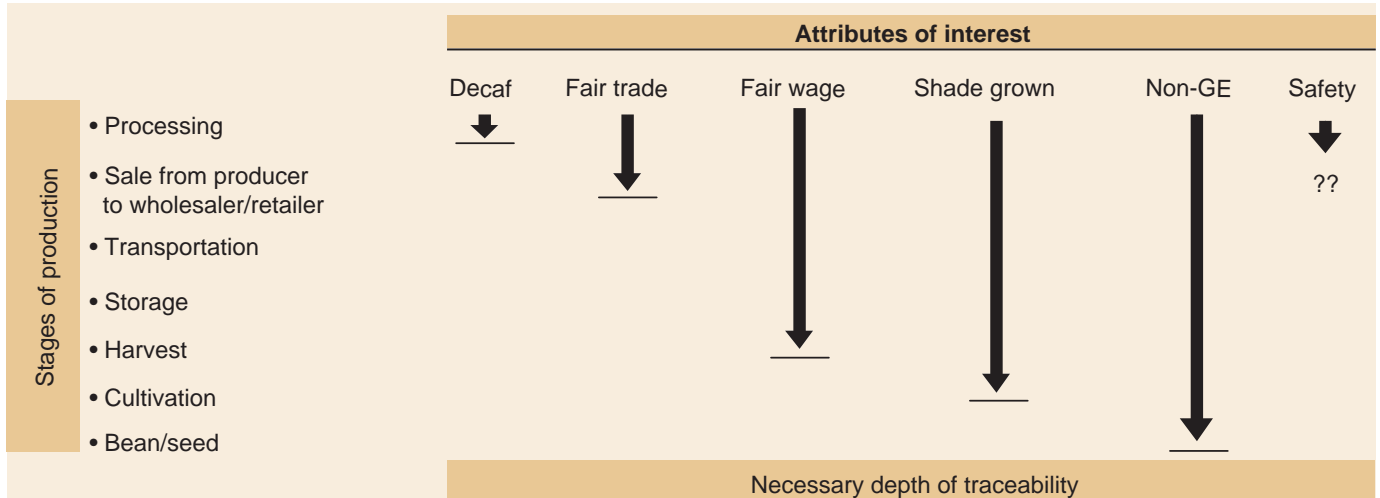 Attributes of interest
Decaf Fair trade Fair wage Shade grown Non-GE Safety
Stages of production
• Processing
• Sale from producer
to wholesaler/retailer
• Transportation
• Storage
• Harvest
• Cultivation
• Bean/seed
??
Necessary depth of traceability